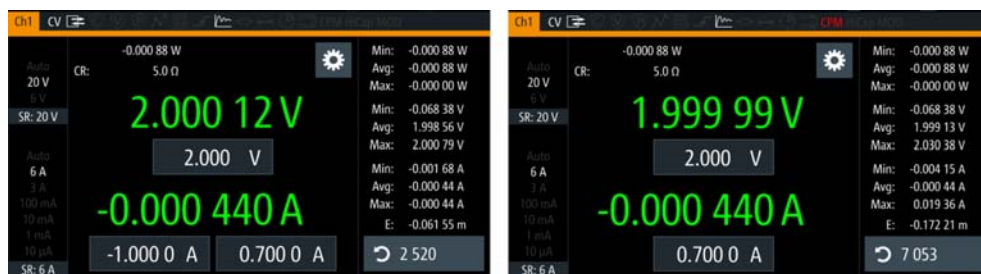 Ch1 CV
-0.000 88 W
CR: 5.0 Ω
Auto
20 V
6 V
SR: 20 V
2.000 12 V
2.000 V
Auto
6 A
3 A
100 mA
10 mA
1 mA
10 µA
SR: 6 A
-0.000 440 A
-1.000 0 A 0.700 0 A
Min: -0.000 88 W
Avg: -0.000 88 W
Max: -0.000 00 W
Min: -0.068 38 V
Avg: 1.998 56 V
Max: 2.000 79 V
Min: -0.001 68 A
Avg: -0.000 44 A
Max: -0.000 44 A
E: -0.061 55 m
2 520
Ch1 CV CPM
-0.000 88 W
CR: 5.0 Ω
Auto
20 V
6 V
SR: 20 V
1.999 99 V
2.000 V
Auto
6 A
3 A
100 mA
10 mA
1 mA
10 µA
SR: 6 A
-0.000 440 A
0.700 0 A
Min: -0.000 88 W
Avg: -0.000 88 W
Max: -0.000 00 W
Min: -0.068 38 V
Avg: 1.999 13 V
Max: 2.030 38 V
Min: -0.004 15 A
Avg: -0.000 44 A
Max: 0.019 36 A
E: -0.172 21 m
7 053